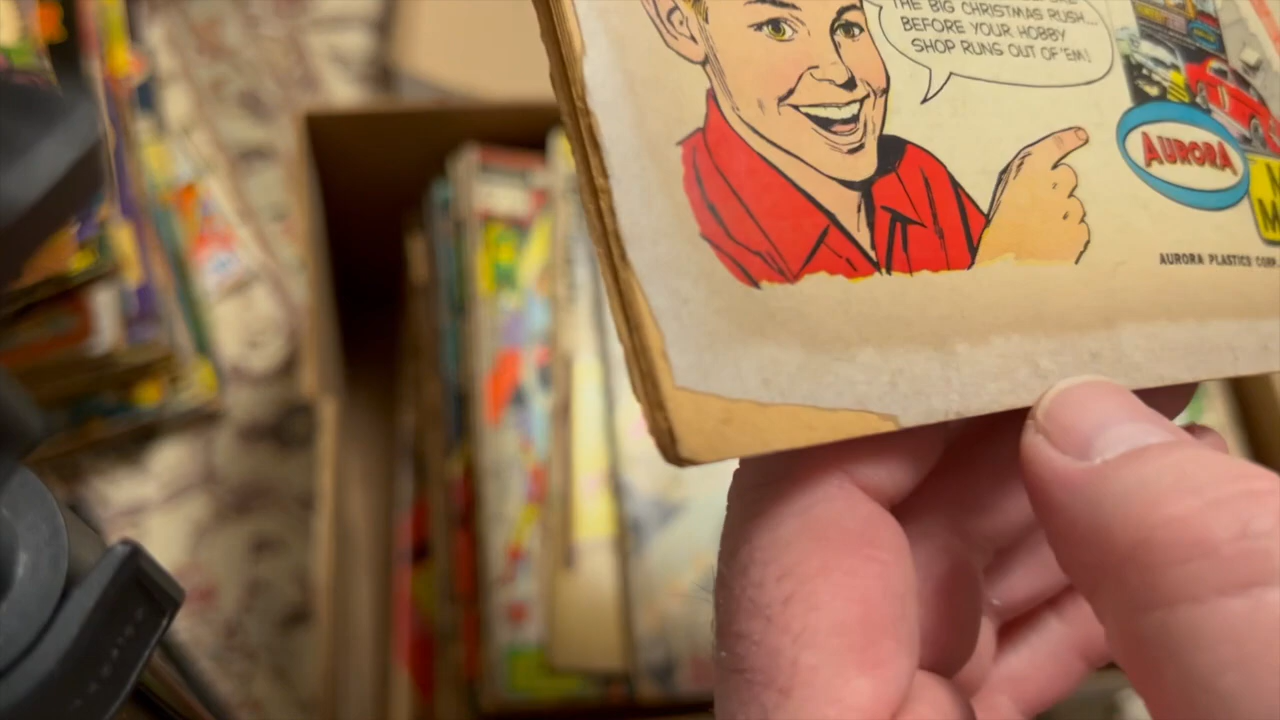 THE BIG CHRISTMAS RUSH...
BEFORE YOUR HOBBY
SHOP RUNS OUT OF 'EM!
AURORA
AURORA PLASTICS CORP.